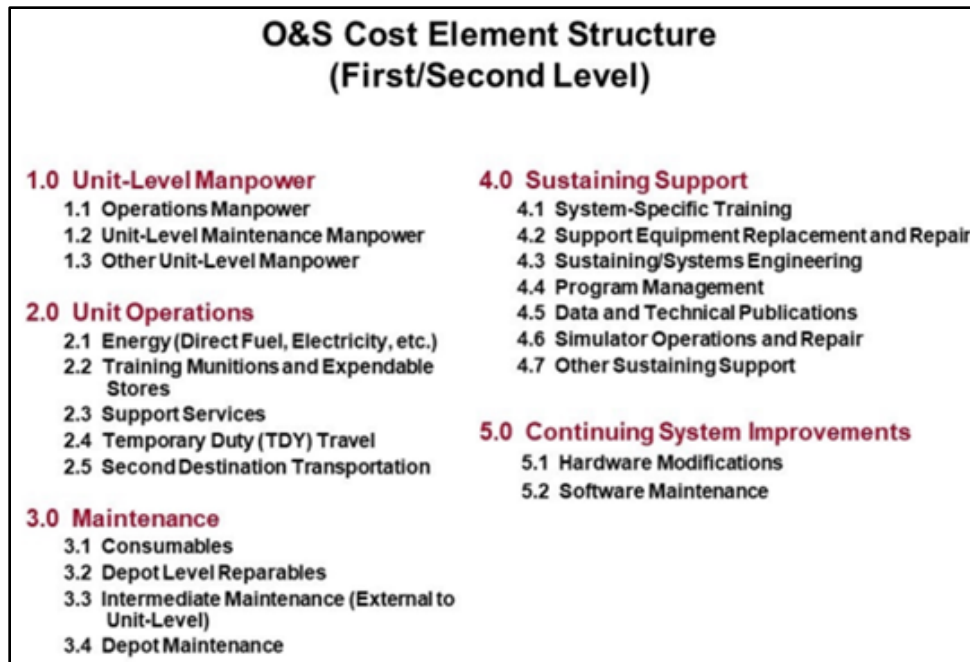 O&S Cost Element Structure
(First/Second Level)
1.0 Unit-Level Manpower
1.1 Operations Manpower
1.2 Unit-Level Maintenance Manpower
1.3 Other Unit-Level Manpower
2.0 Unit Operations
2.1 Energy (Direct Fuel, Electricity, etc.)
2.2 Training Munitions and Expendable
Stores
2.3 Support Services
2.4 Temporary Duty (TDY) Travel
2.5 Second Destination Transportation
3.0 Maintenance
3.1 Consumables
3.2 Depot Level Reparables
3.3 Intermediate Maintenance (External to
Unit-Level)
3.4 Depot Maintenance
4.0 Sustaining Support
4.1 System-Specific Training
4.2 Support Equipment Replacement and Repair
4.3 Sustaining/Systems Engineering
4.4 Program Management
4.5 Data and Technical Publications
4.6 Simulator Operations and Repair
4.7 Other Sustaining Support
5.0 Continuing System Improvements
5.1 Hardware Modifications
5.2 Software Maintenance